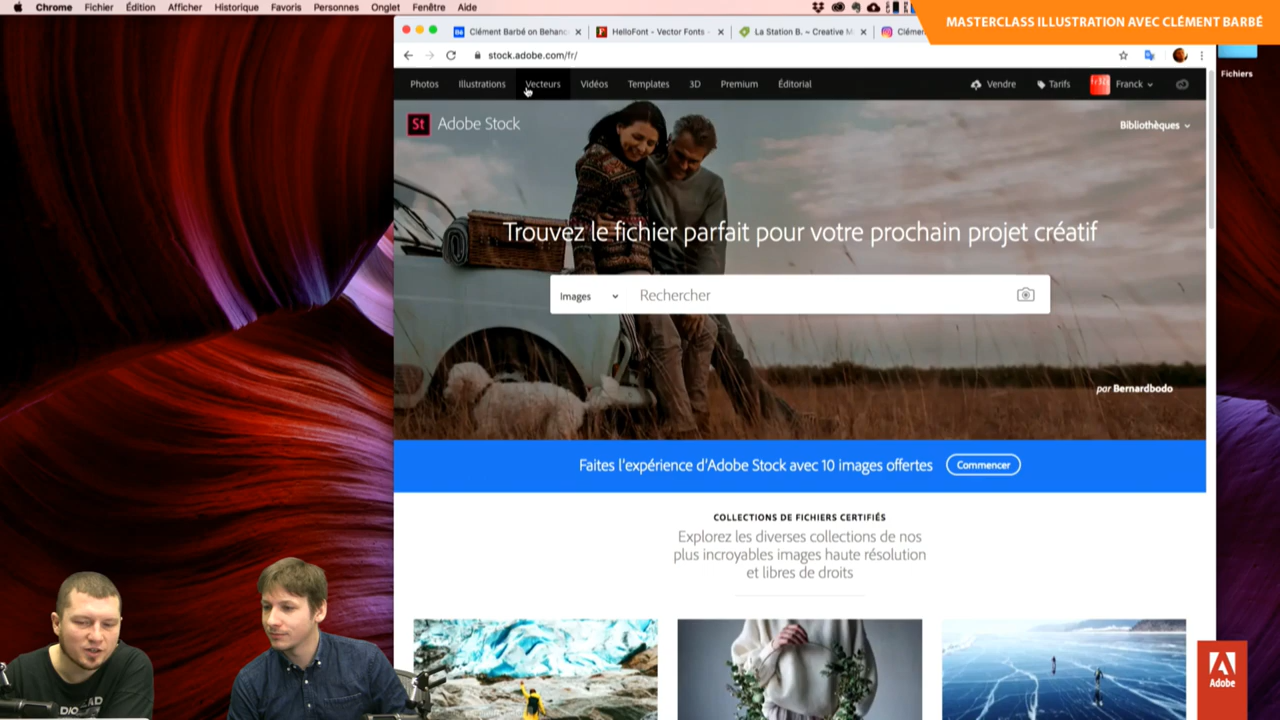 Chrome Fichier Édition Afficher Historique Favoris Personnes Onglet Fenêtre Aide
MASTERCLASS ILLUSTRATION AVEC CLÉMENT BARBÉ
Clément Barbé on Behanc
HelloFont - Vector Fonts -
La Station B. ~ Creative M
Clémer
stock.adobe.com/fr/
Fichiers
Photos Illustrations Vecteurs Vidéos Templates 3D Premium Éditorial Vendre Tarifs Franck
St Adobe Stock
Bibliothèques
Trouvez le fichier parfait pour votre prochain projet créatif
Images Rechercher
par Bernardbodo
Faites l'expérience d'Adobe Stock avec 10 images offertes Commencer
COLLECTIONS DE FICHIERS CERTIFIÉS
Explorez les diverses collections de nos
plus incroyables images haute résolution
et libres de droits
Adobe